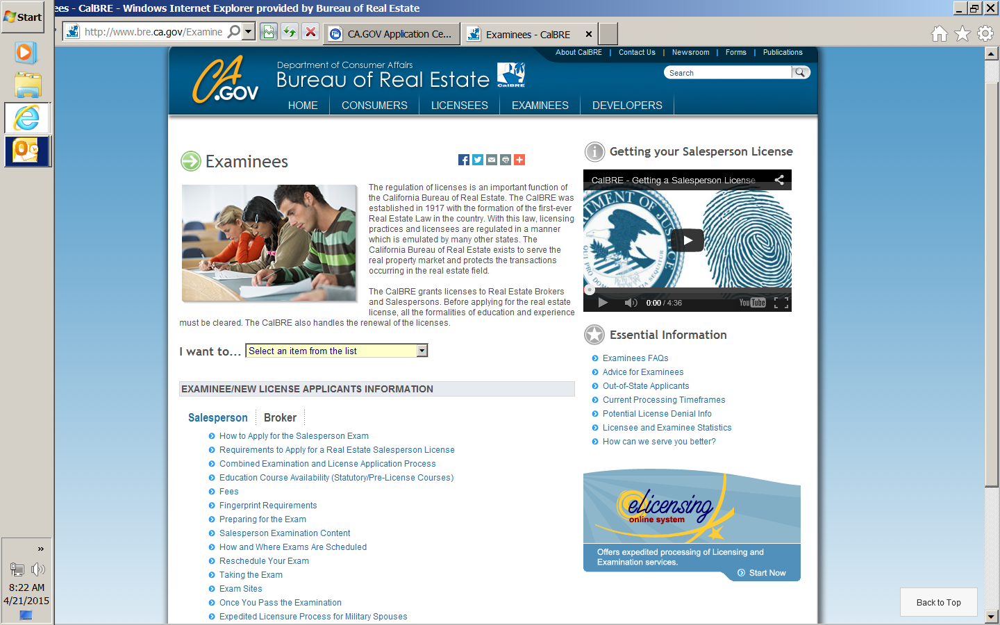 ees - CalBRE - Windows Internet Explorer provided by Bureau of Real Estate
Start
http://www.bre.ca.gov/Examine
CA.GOV Application Ce...
Examinees - CalBRE
About CalBRE | Contact Us | Newsroom | Forms | Publications
CA.GOV
Department of Consumer Affairs
Bureau of Real Estate
CalBRE
Search
HOME
CONSUMERS
LICENSEES
EXAMINEES
DEVELOPERS
Examinees
The regulation of licenses is an important function of
the California Bureau of Real Estate. The CalBRE was
established in 1917 with the formation of the first-ever
Real Estate Law in the country. With this law, licensing
practices and licensees are regulated in a manner
which is emulated by many other states. The
California Bureau of Real Estate exists to serve the
real property market and protects the transactions
occurring in the real estate field.
The CalBRE grants licenses to Real Estate Brokers
and Salespersons. Before applying for the real estate
license, all the formalities of education and experience
must be cleared. The CalBRE also handles the renewal of the licenses.
I want to...
Select an item from the list
EXAMINEE/NEW LICENSE APPLICANTS INFORMATION
Salesperson
Broker
How to Apply for the Salesperson Exam
Requirements to Apply for a Real Estate Salesperson License
Combined Examination and License Application Process
Education Course Availability (Statutory/Pre-License Courses)
Fees
Fingerprint Requirements
Preparing for the Exam
Salesperson Examination Content
How and Where Exams Are Scheduled
Reschedule Your Exam
Taking the Exam
Exam Sites
Once You Pass the Examination
Expedited Licensure Process for Military Spouses
Getting your Salesperson License
CalBRE - Getting a Salesperson License
0:00 / 4:36
YouTube
Essential Information
Examinees FAQs
Advice for Examinees
Out-of-State Applicants
Current Processing Timeframes
Potential License Denial Info
Licensee and Examinee Statistics
How can we serve you better?
eLicensing
online system
Offers expedited processing of Licensing and
Examination services.
Start Now
Back to Top
8:22 AM
4/21/2015